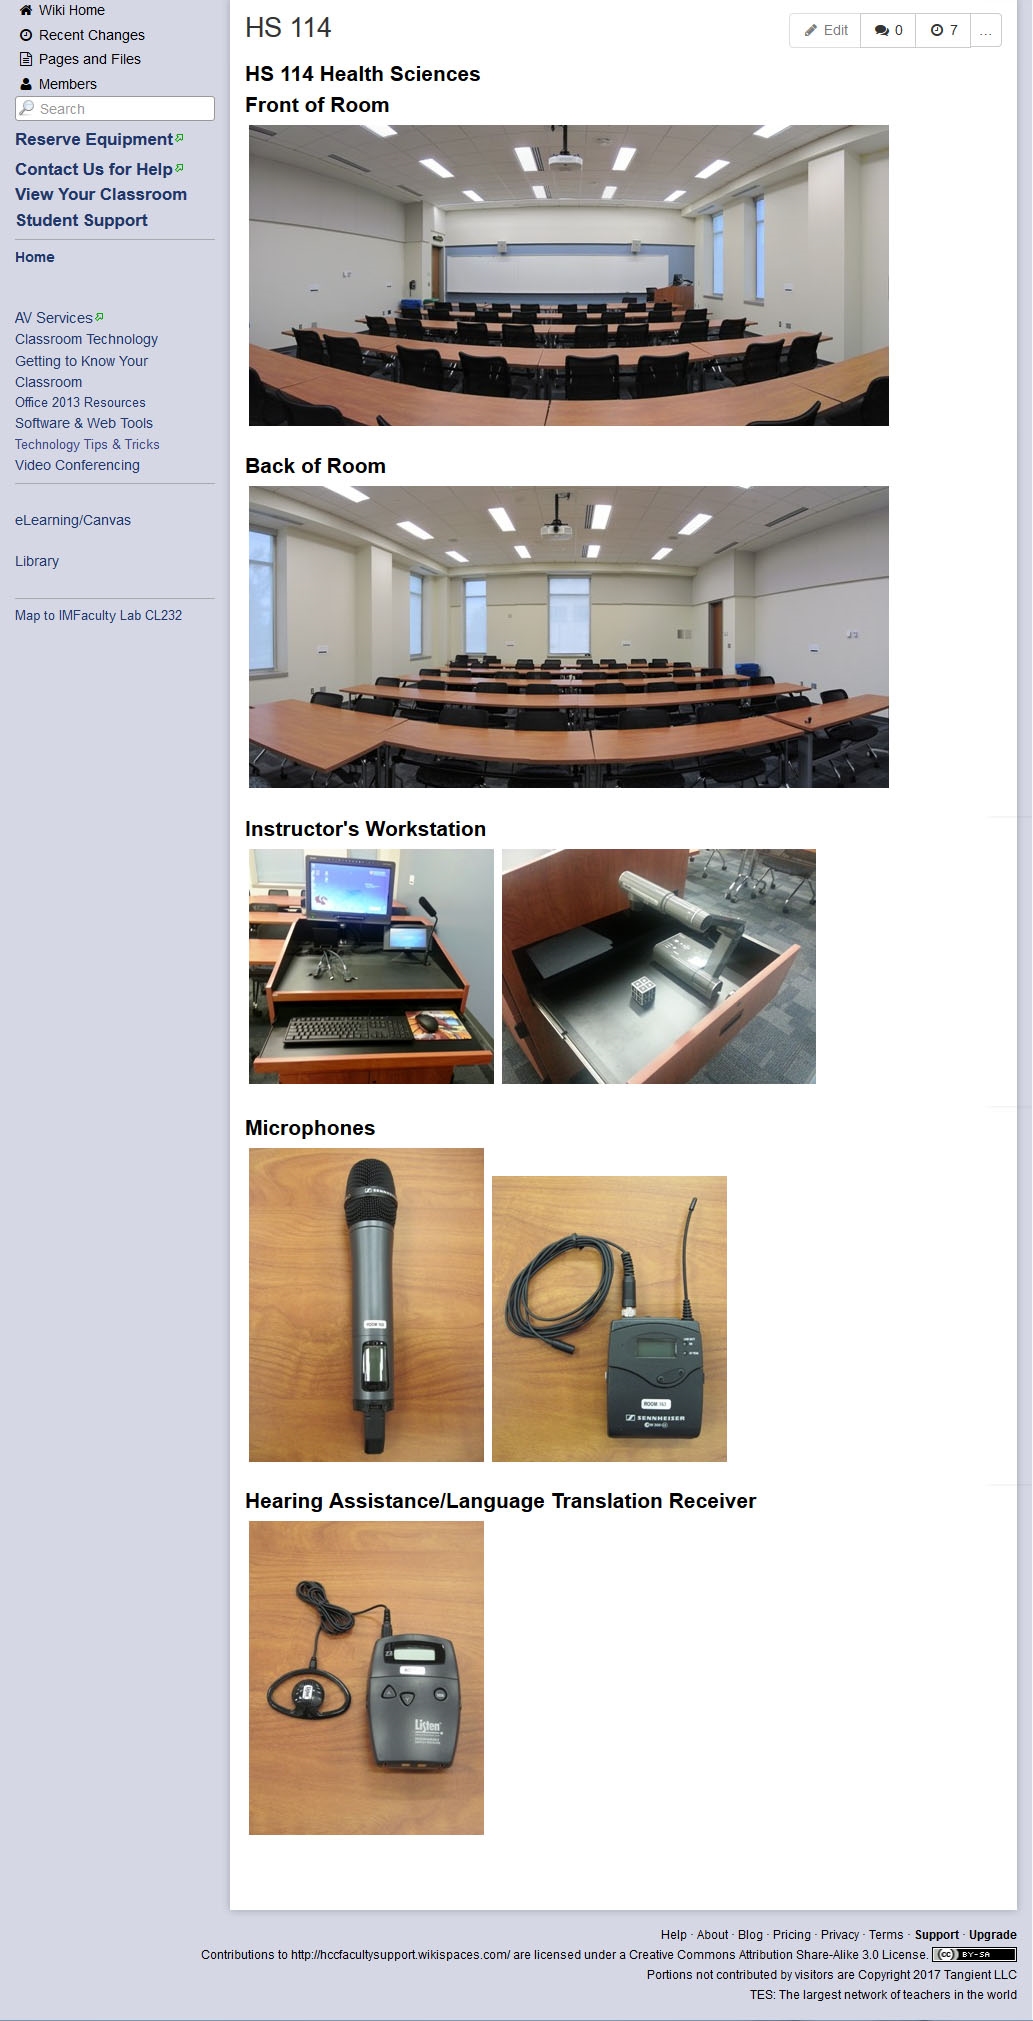 Wiki Home
Recent Changes
Pages and Files
Members
Search
Reserve Equipment
Contact Us for Help
View Your Classroom
Student Support
Home
AV Services
Classroom Technology
Getting to Know Your
Classroom
Office 2013 Resources
Software & Web Tools
Technology Tips & Tricks
Video Conferencing
eLearning/Canvas
Library
Map to IMFaculty Lab CL232
HS 114
Edit
0
7
...
HS 114 Health Sciences
Front of Room
Back of Room
Instructor's Workstation
Microphones
SENNHEISER
ROOM
SENNHEISER
Hearing Assistance/Language Translation Receiver
Listen
Help · About · Blog · Pricing · Privacy · Terms · Support · Upgrade
Contributions to http://hccfacultysupport.wikispaces.com/ are licensed under a Creative Commons Attribution Share-Alike 3.0 License. cc BY-SA
Portions not contributed by visitors are Copyright 2017 Tangient LLC
TES: The largest network of teachers in the world